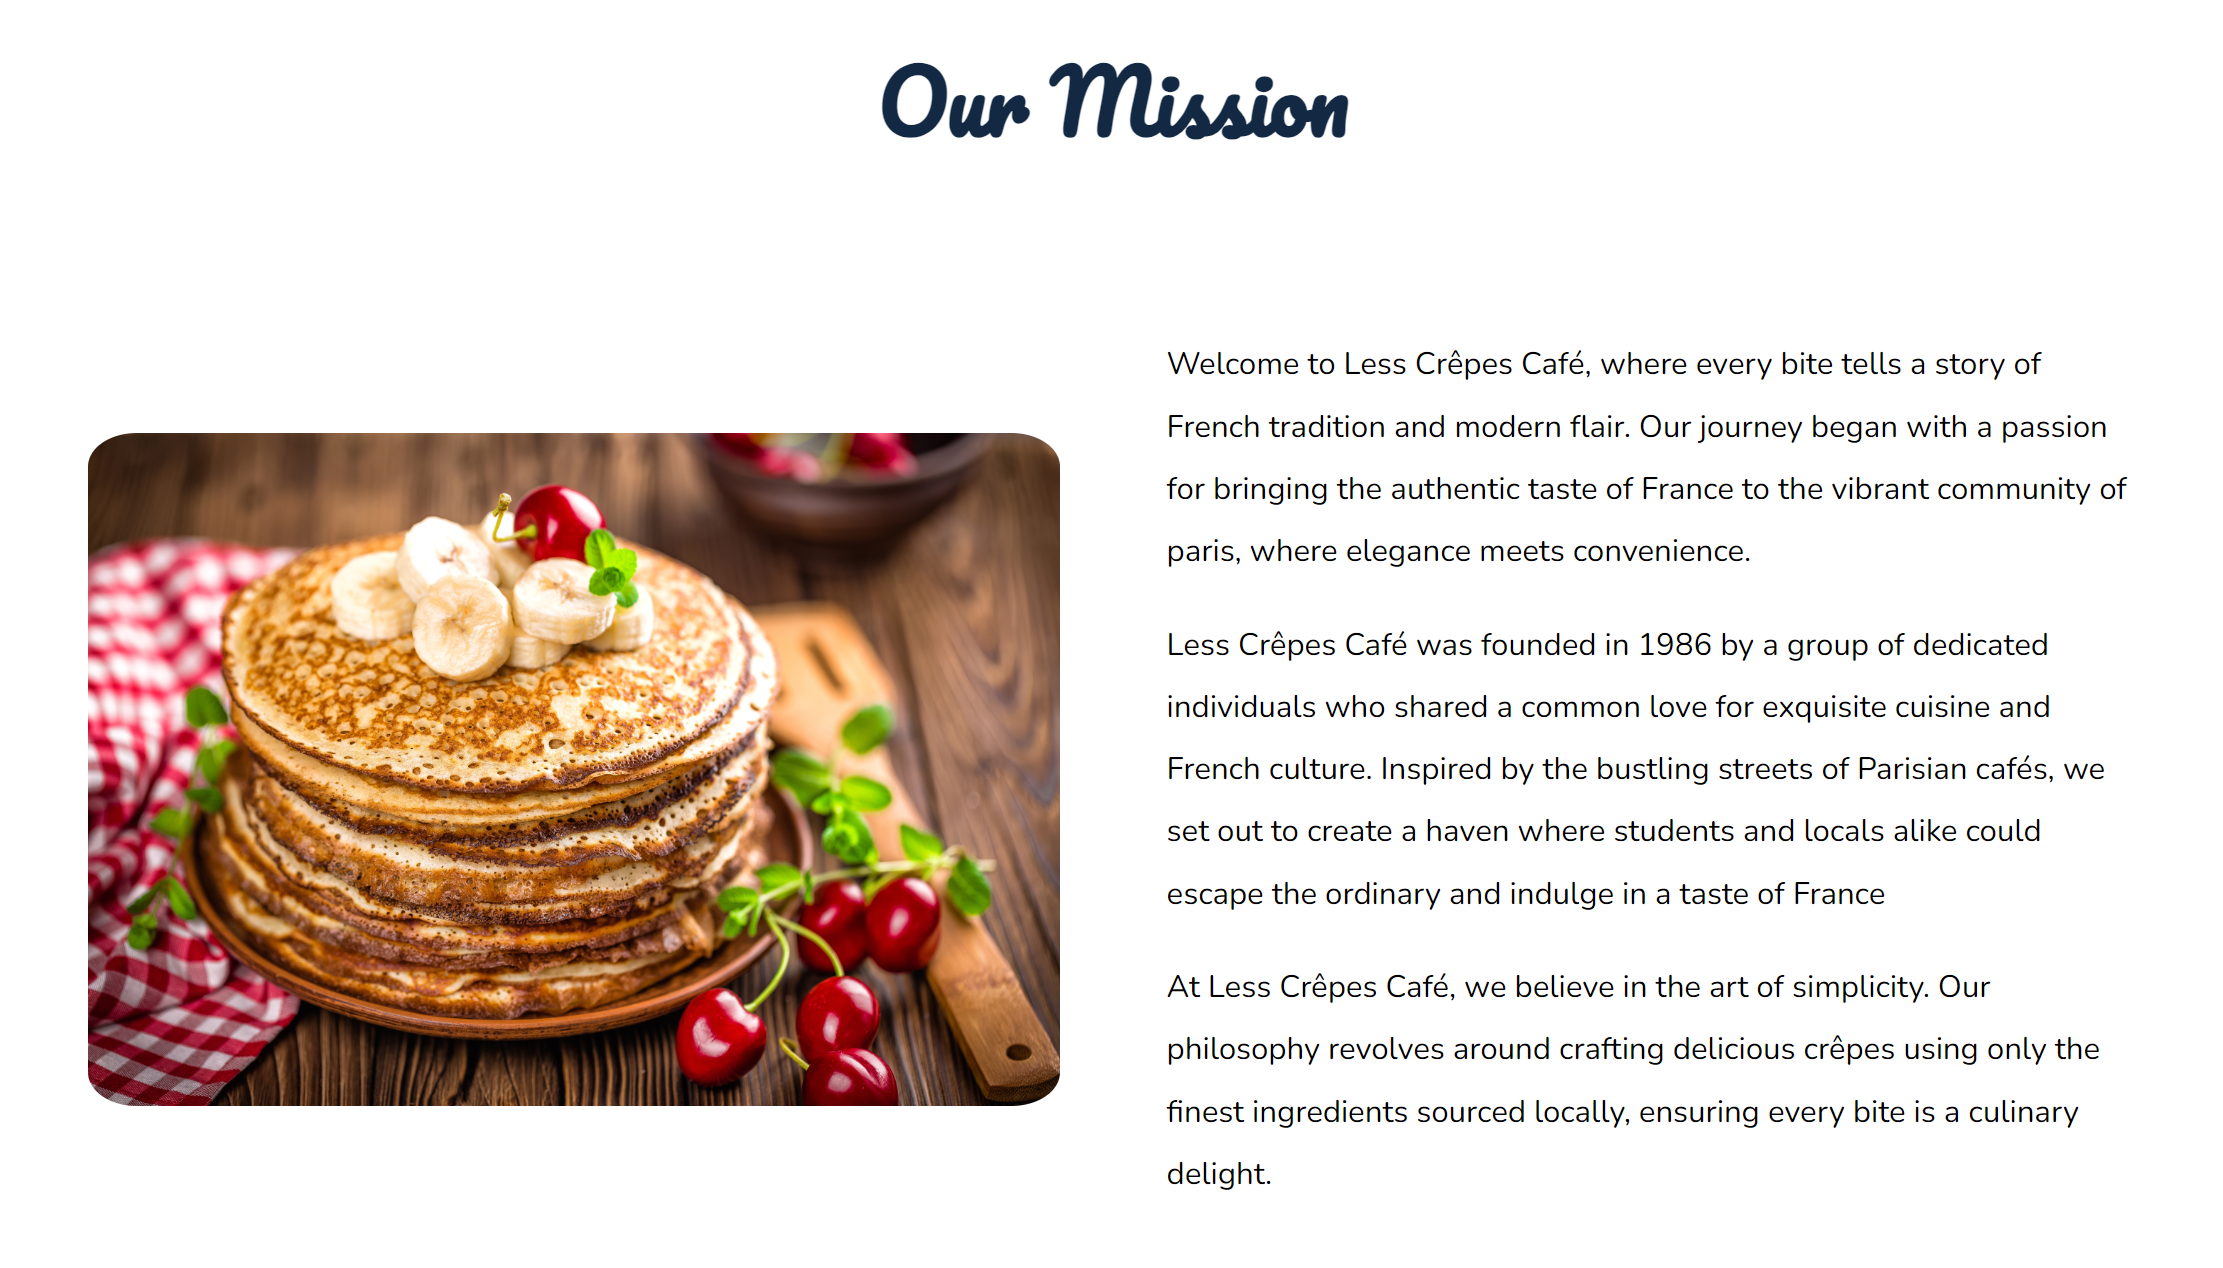 Our Mission
Welcome to Less Crêpes Café, where every bite tells a story of
French tradition and modern flair. Our journey began with a passion
for bringing the authentic taste of France to the vibrant community of
paris, where elegance meets convenience.
Less Crêpes Café was founded in 1986 by a group of dedicated
individuals who shared a common love for exquisite cuisine and
French culture. Inspired by the bustling streets of Parisian cafés, we
set out to create a haven where students and locals alike could
escape the ordinary and indulge in a taste of France
At Less Crêpes Café, we believe in the art of simplicity. Our
philosophy revolves around crafting delicious crêpes using only the
finest ingredients sourced locally, ensuring every bite is a culinary
delight.